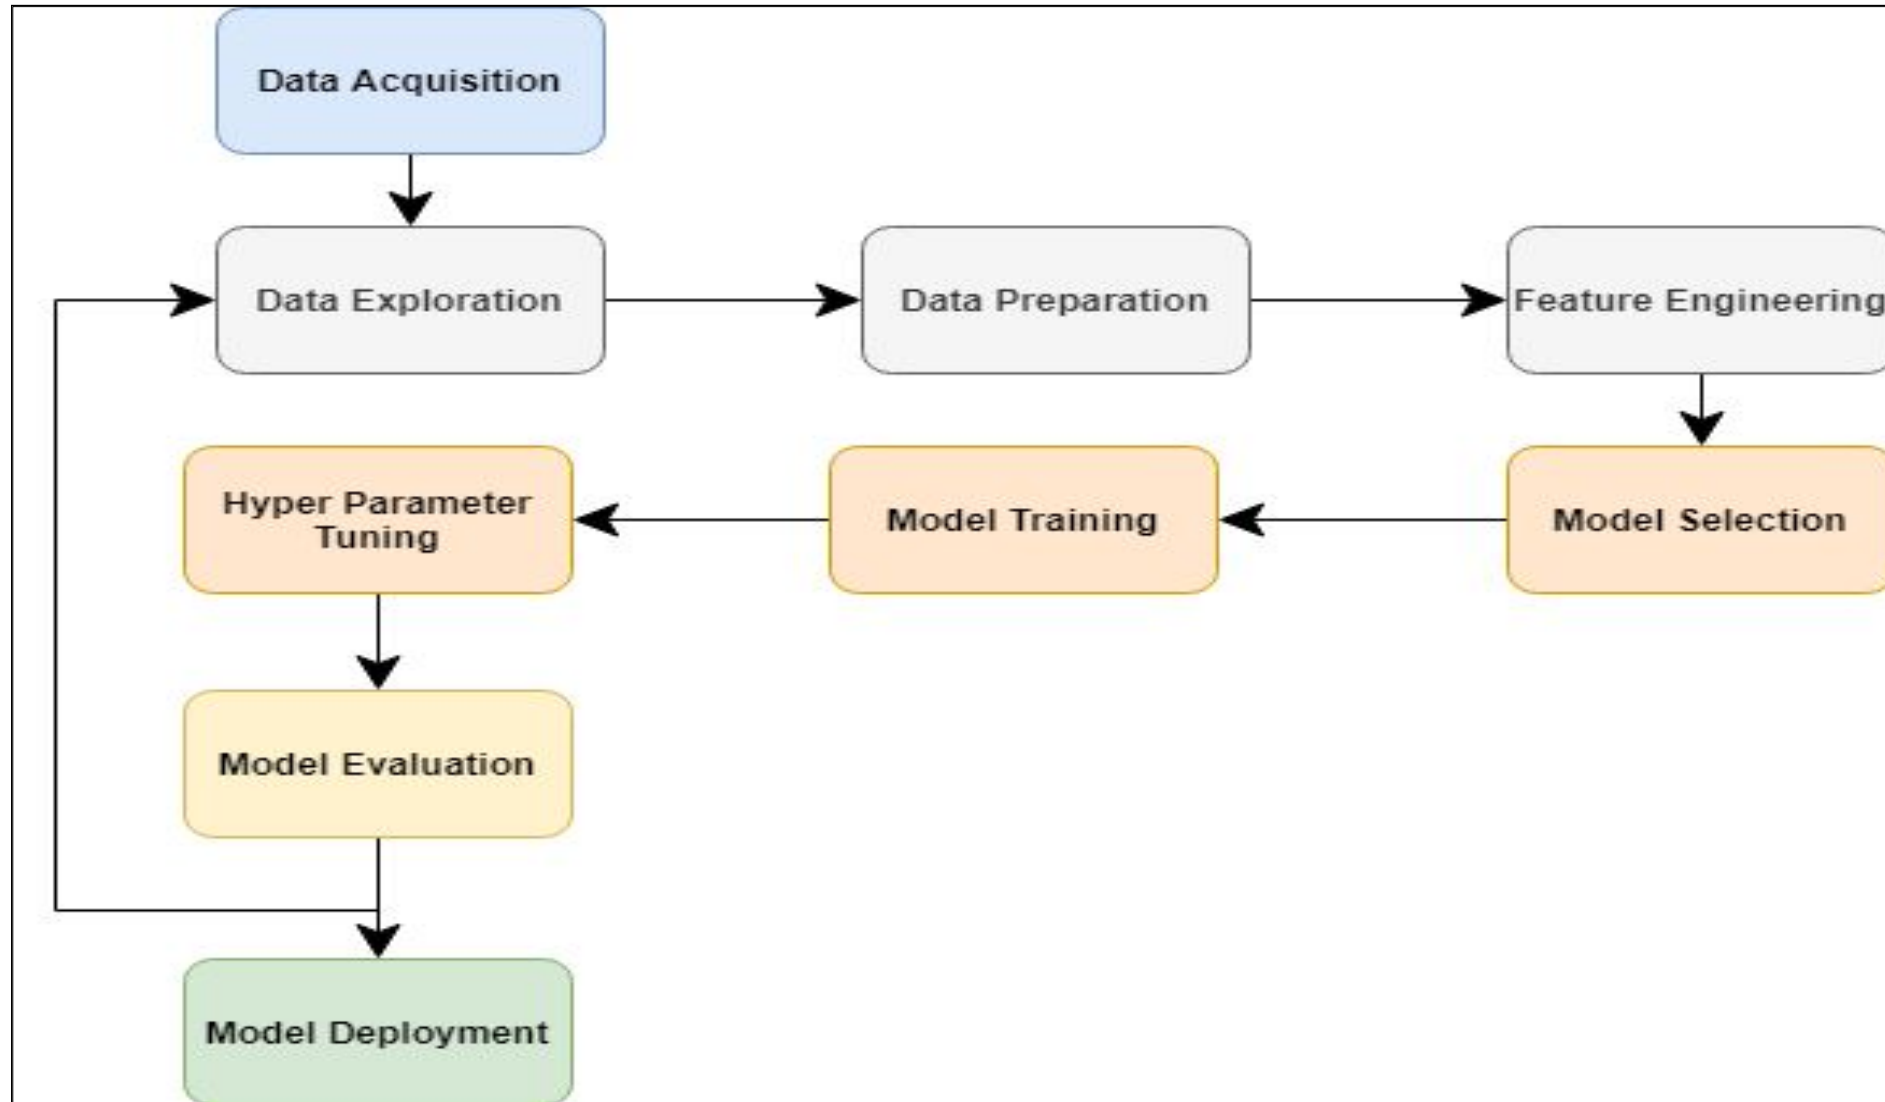 Data Acquisition
Data Exploration
Data Preparation
Feature Engineering
Model Selection
Model Training
Hyper Parameter
Tuning
Model Evaluation
Model Deployment